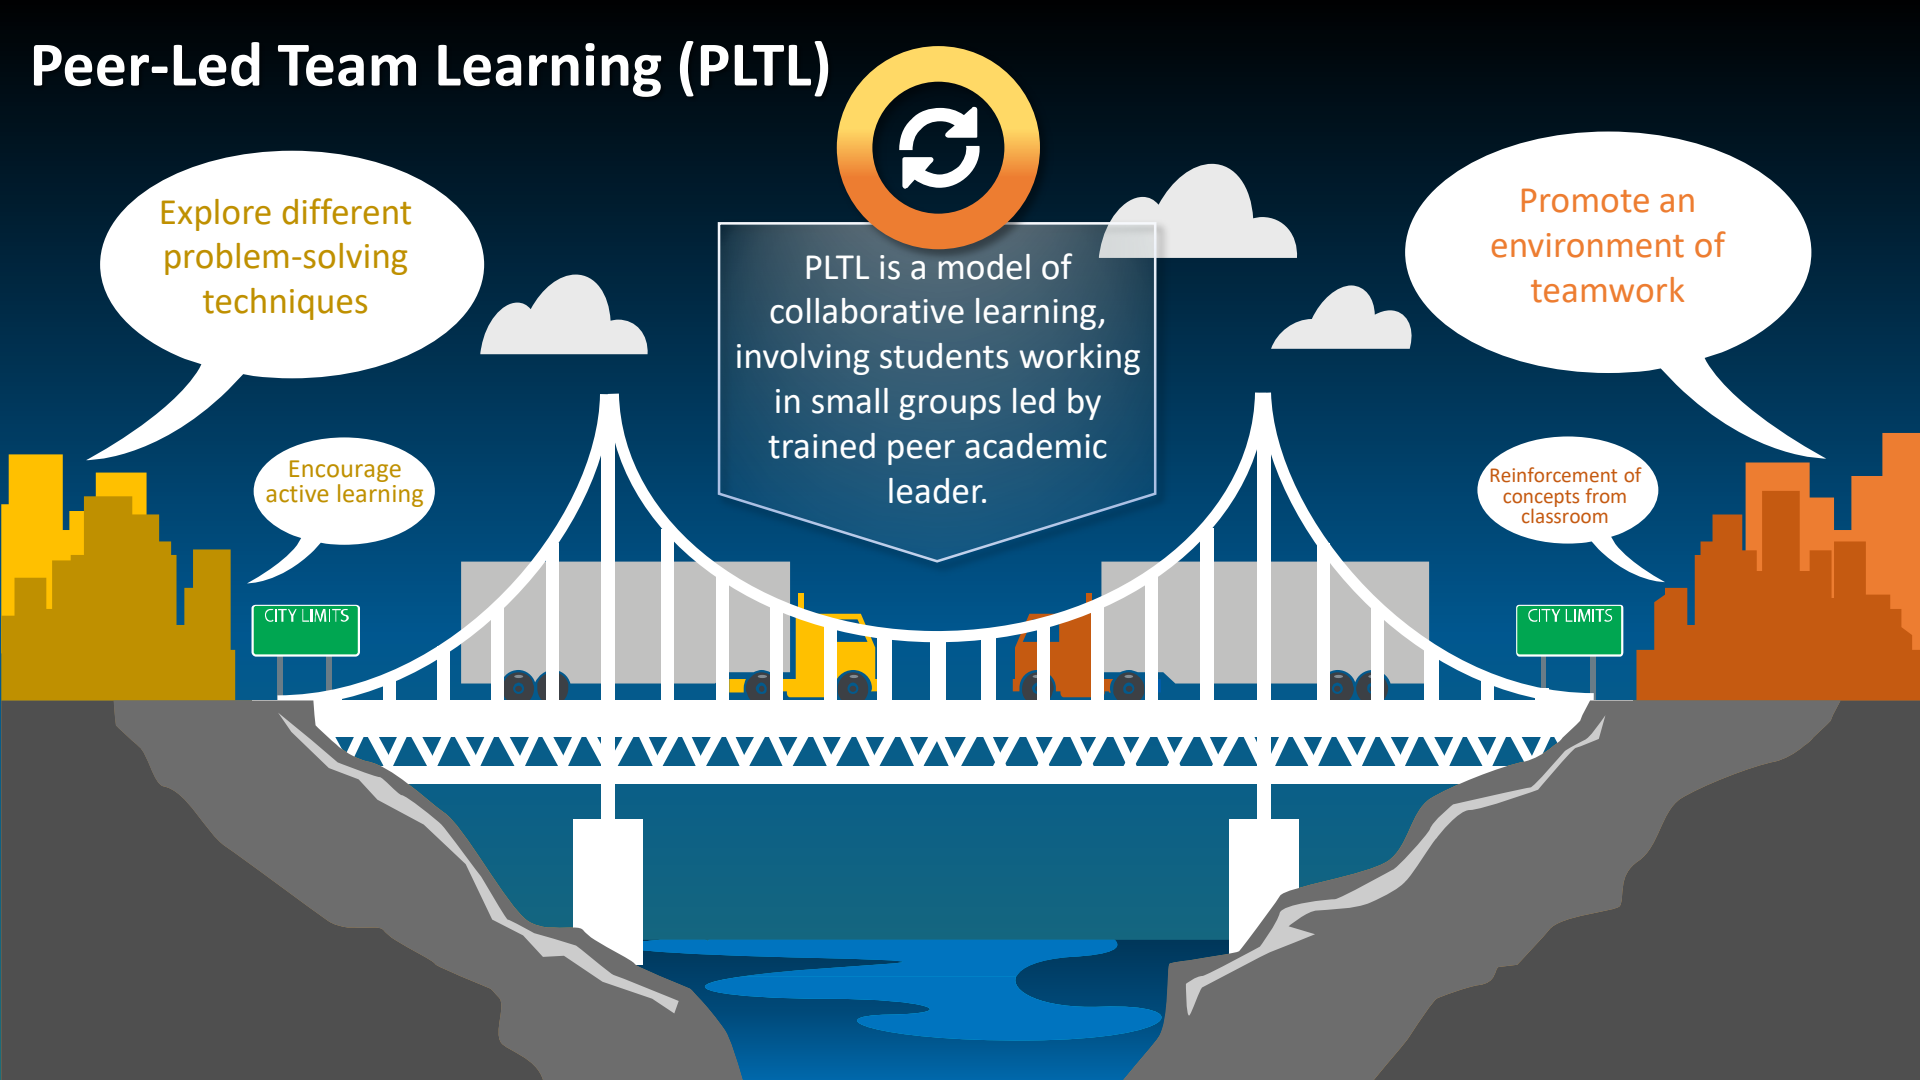 Peer-Led Team Learning (PLTL)
Explore different
problem-solving
techniques
Encourage
active learning
CITY LIMITS
PLTL is a model of
collaborative learning,
involving students working
in small groups led by
trained peer academic
leader.
Promote an
environment of
teamwork
Reinforcement of
concepts from
classroom
CITY LIMITS